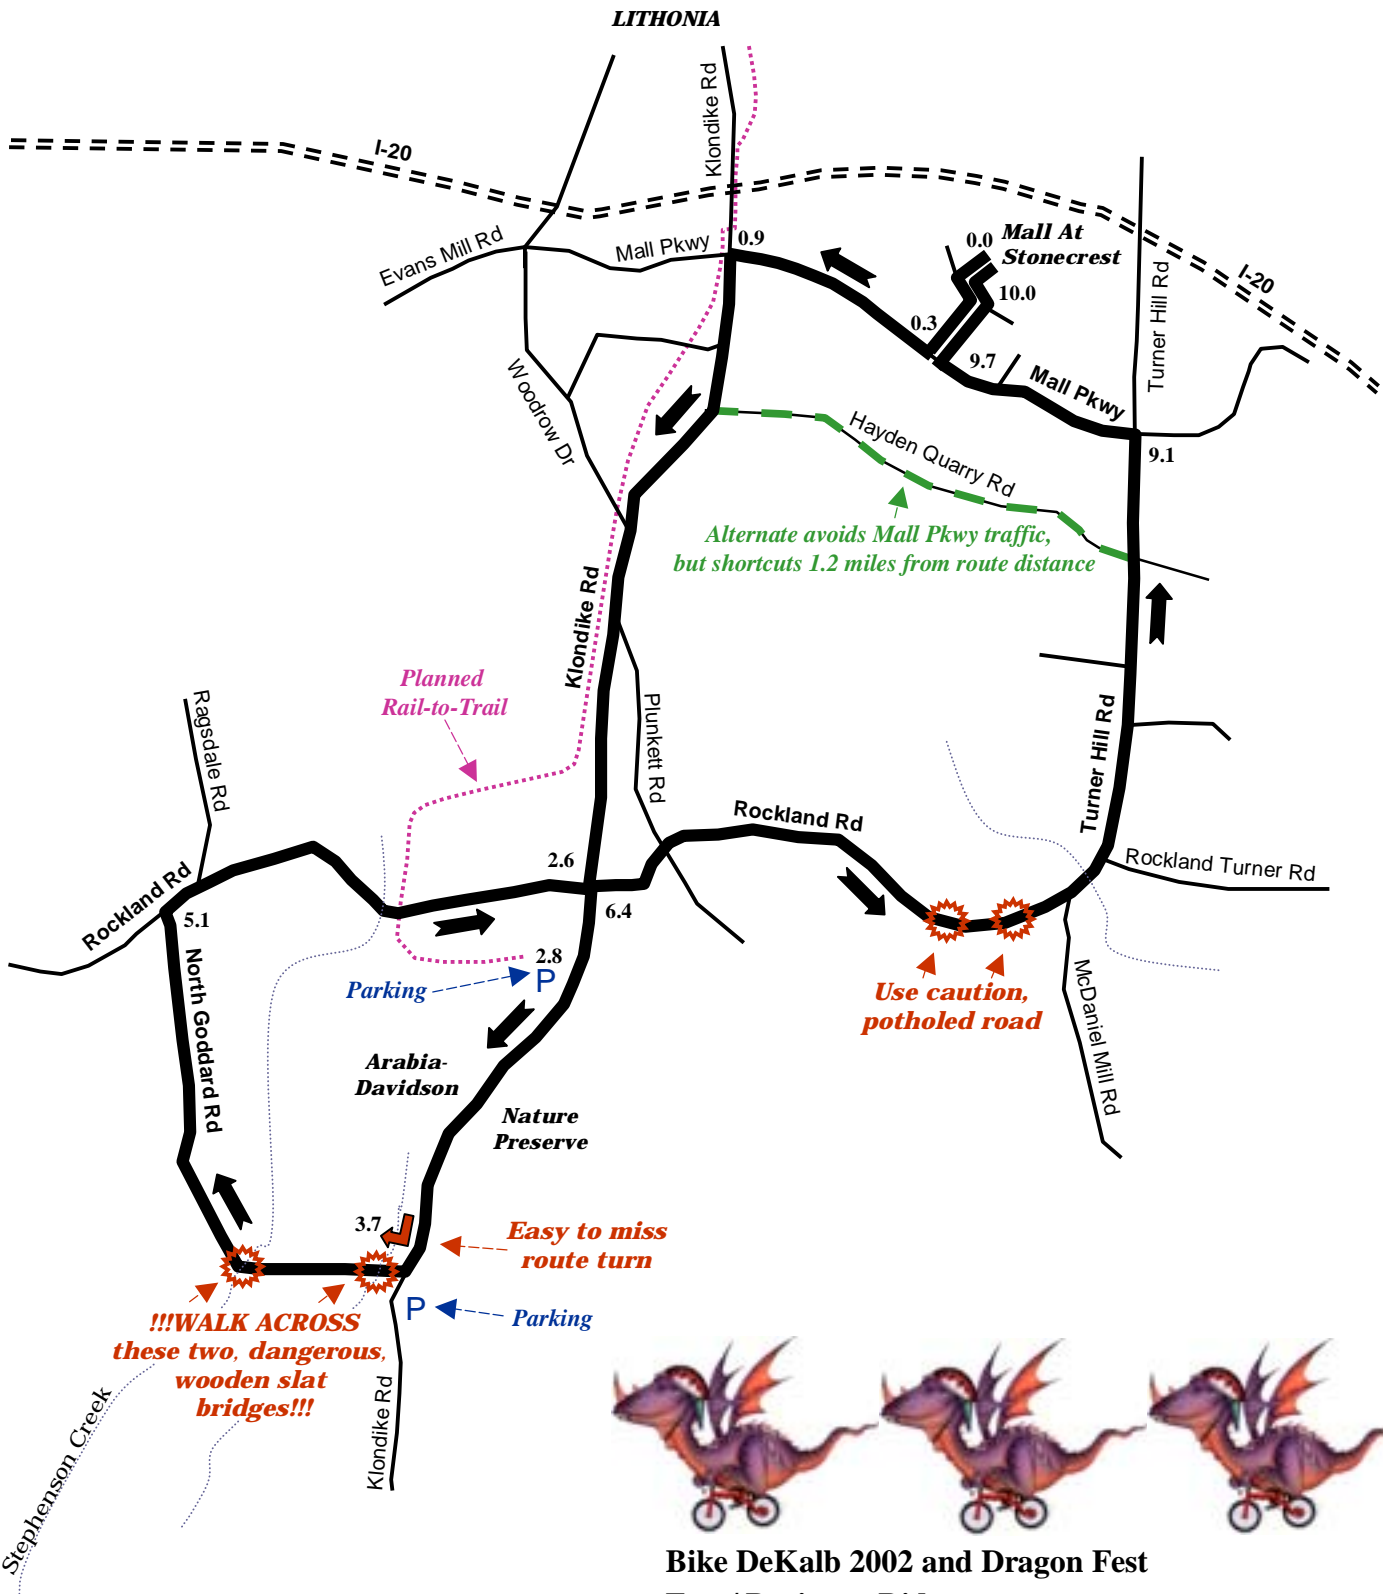 LITHONIA
Klondike Rd
I-20
Evans Mill Rd
Mall Pkwy
0.9
0.0
Mall At
Stonecrest
10.0
Turner Hill Rd
I-20
0.3
9.7
Mall Pkwy
Woodrow Dr
Hayden Quarry Rd
9.1
Alternate avoids Mall Pkwy traffic,
but shortcuts 1.2 miles from route distance
Klondike Rd
Planned
Rail-to-Trail
Ragsdale Rd
Plunkett Rd
Turner Hill Rd
Rockland Rd
Rockland Turner Rd
2.6
Rockland Rd
5.1
6.4
North Goddard Rd
2.8
Parking
P
Use caution,
potholed road
McDaniel Mill Rd
Arabia-
Davidson
Nature
Preserve
3.7
Easy to miss
route turn
P
Parking
!!!WALK ACROSS
these two, dangerous,
wooden slat
bridges!!!
Klondike Rd
Stephenson Creek
Bike DeKalb 2002 and Dragon Fest